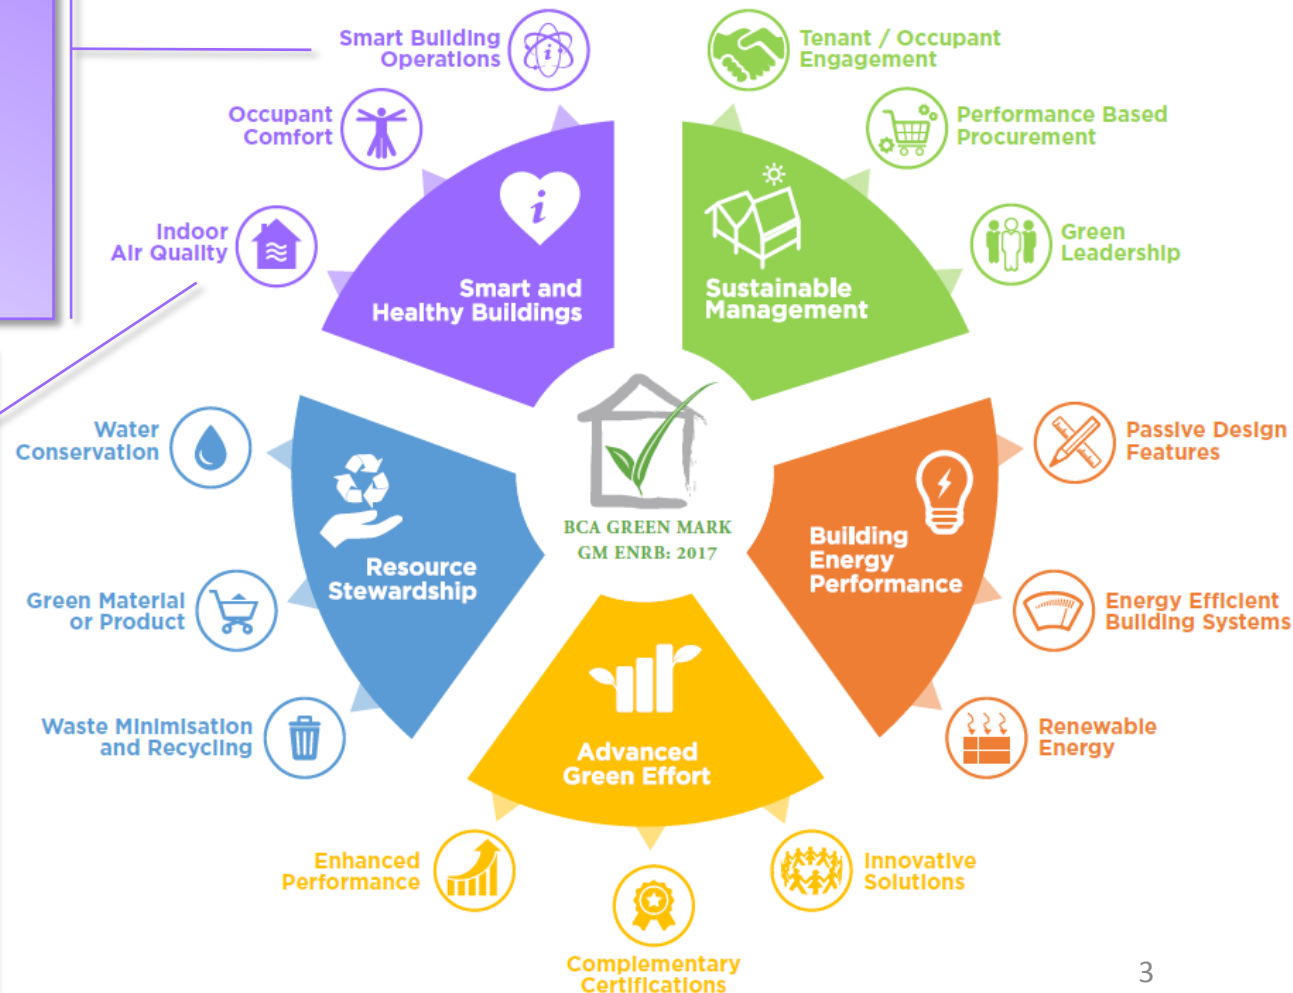 Smart Building
Operations
Tenant / Occupant
Engagement
Occupant
Comfort
Performance Based
Procurement
Indoor
Air Quality
Green
Leadership
i
i
Smart and
Healthy Buildings
Sustainable
Management
Water
Conservation
Passive Design
Features
BCA GREEN MARK
GM ENRB: 2017
Resource
Stewardship
Building
Energy
Performance
Green Material
or Product
Energy Efficient
Building Systems
Waste Minimisation
and Recycling
Renewable
Energy
Advanced
Green Effort
Enhanced
Performance
Innovative
Solutions
Complementary
Certifications
3